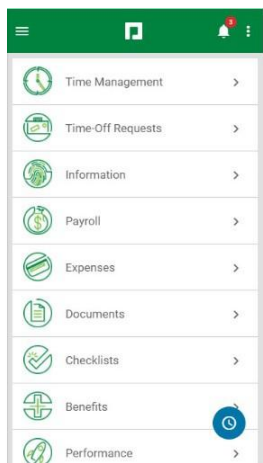 Time Management
Time-Off Requests
Information
Payroll
Expenses
Documents
Checklists
Benefits
Performance